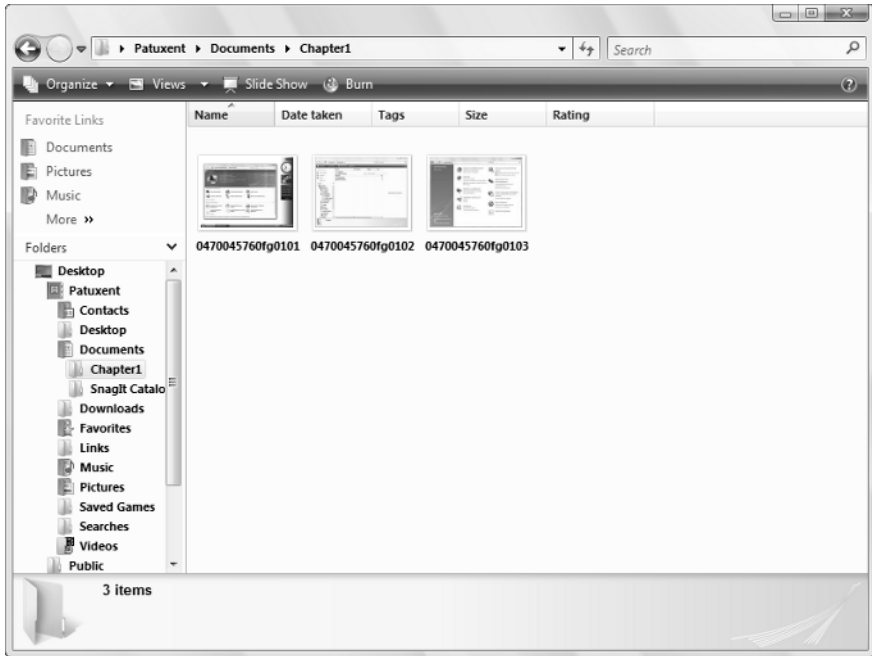 Patuxent Documents Chapter1
Search
Organize Views Slide Show Burn
Favorite Links
Documents
Pictures
Music
More »
Folders
Desktop
Patuxent
Contacts
Desktop
Documents
Chapter1
SnagIt Catalo
Downloads
Favorites
Links
Music
Pictures
Saved Games
Searches
Videos
Public
Name Date taken Tags Size Rating
0470045760fg0101 0470045760fg0102 0470045760fg0103
3 items